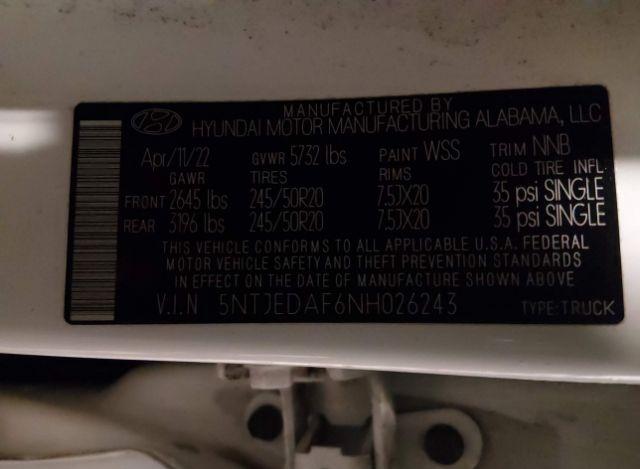 MANUFACTURED BY
HYUNDAI MOTOR MANUFACTURING ALABAMA, LLC
Apr/11/22 GVWR 5732 lbs PAINT WSS TRIM NNB
GAWR TIRES RIMS COLD TIRE INFL.
FRONT 2645 lbs 245/50R20 7.5JX20 35 psi SINGLE
REAR 3196 lbs 245/50R20 7.5JX20 35 psi SINGLE
THIS VEHICLE CONFORMS TO ALL APPLICABLE U.S.A. FEDERAL
MOTOR VEHICLE SAFETY AND THEFT PREVENTION STANDARDS
IN EFFECT ON THE DATE OF MANUFACTURE SHOWN ABOVE
V.I.N 5NTJEDAF6NH026243 TYPE:TRUCK